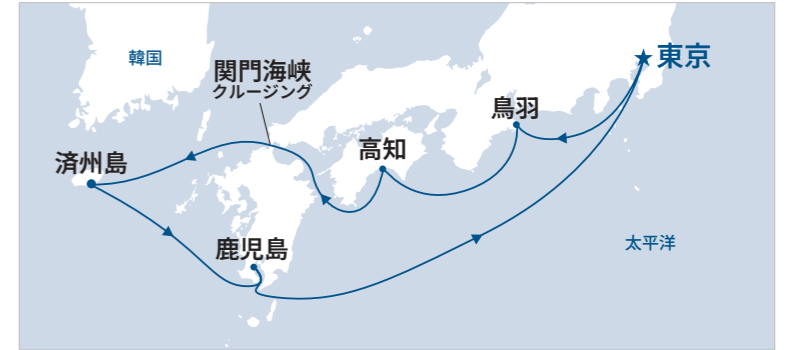 韓国
関門海峡
クルージング
東京
鳥羽
高知
済州島
鹿児島
太平洋